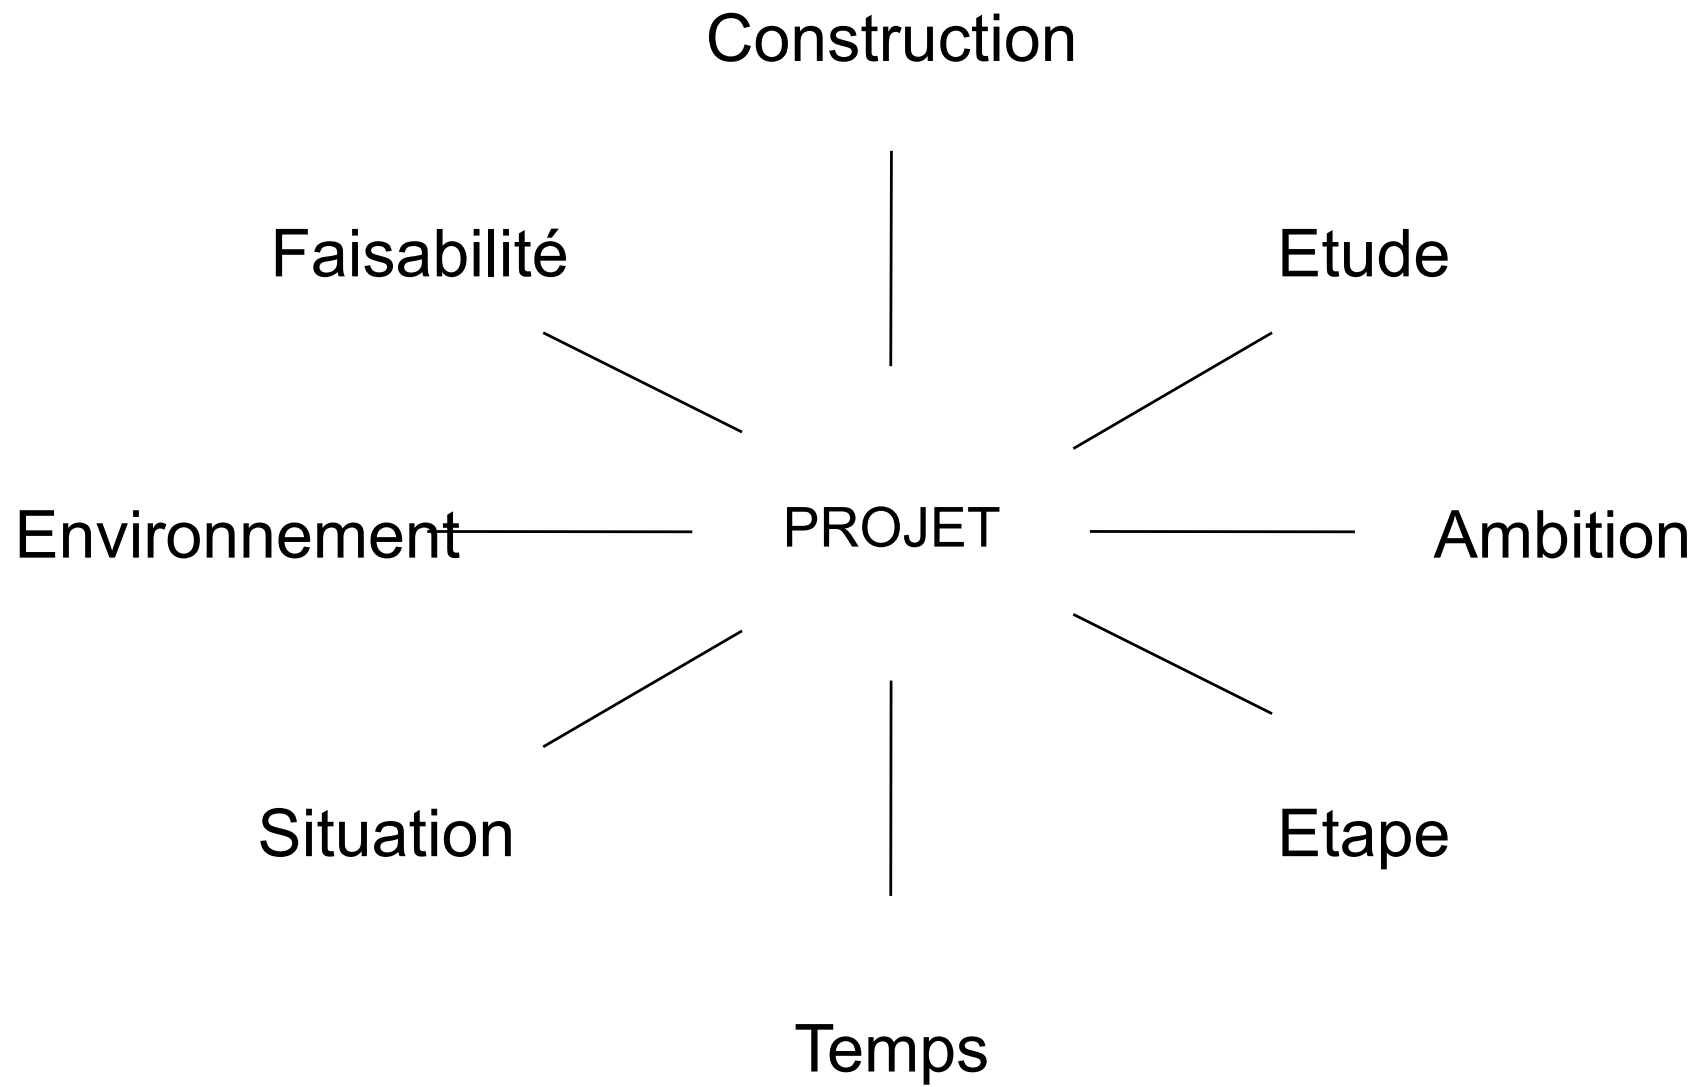 Construction
Faisabilité
Etude
Environnement
PROJET
Ambition
Situation
Etape
Temps